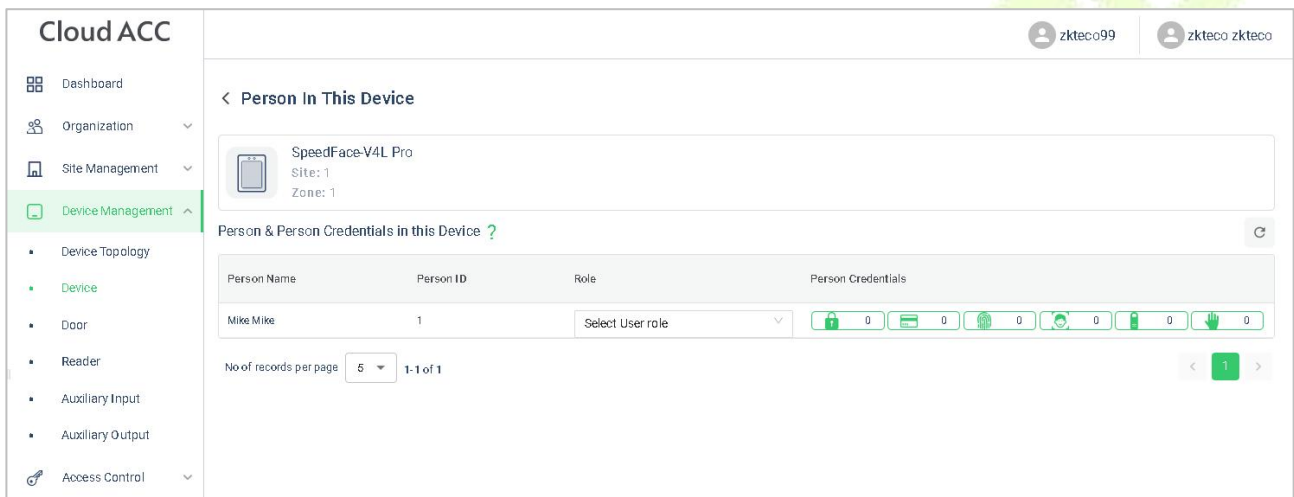 Cloud ACC
zkteco99
zkteco zkteco
Dashboard
Organization
Site Management
Device Management
Device Topology
Device
Door
Reader
Auxiliary Input
Auxiliary Output
Access Control
< Person In This Device
SpeedFace-V4L Pro
Site: 1
Zone: 1
Person & Person Credentials in this Device ?
Person Name Person ID Role Person Credentials
Mike Mike 1 Select User role 0 0 0 0 0 0
No of records per page 5 1-1 of 1 < 1 >